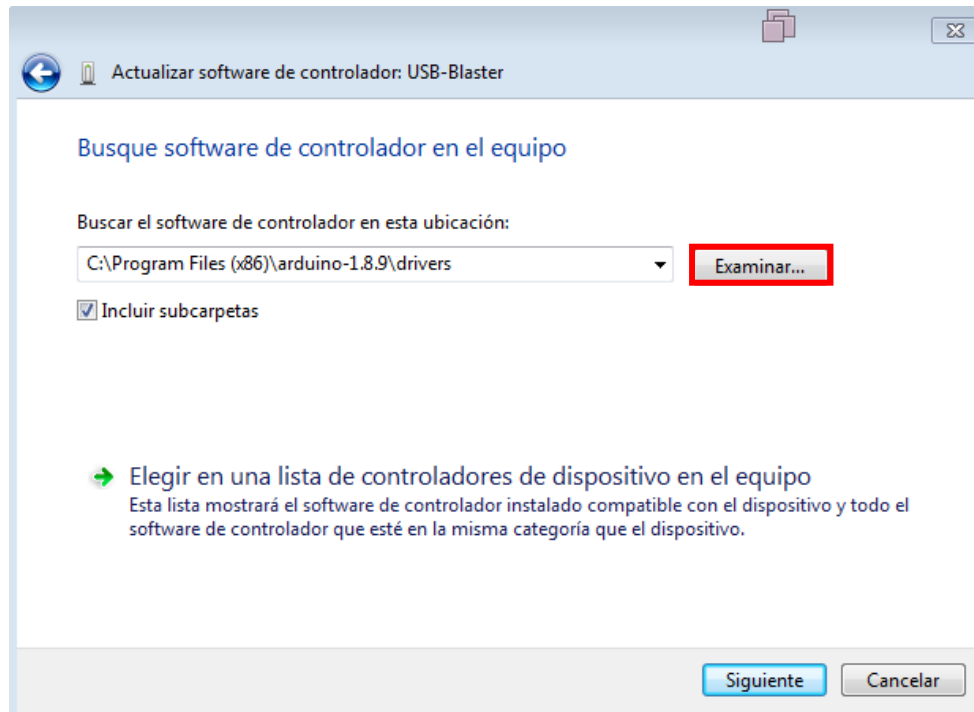 Actualizar software de controlador: USB-Blaster
Busque software de controlador en el equipo
Buscar el software de controlador en esta ubicación:
C:\Program Files (x86)\arduino-1.8.9\drivers
Examinar...
Incluir subcarpetas
Elegir en una lista de controladores de dispositivo en el equipo
Esta lista mostrará el software de controlador instalado compatible con el dispositivo y todo el
software de controlador que esté en la misma categoría que el dispositivo.
Siguiente
Cancelar